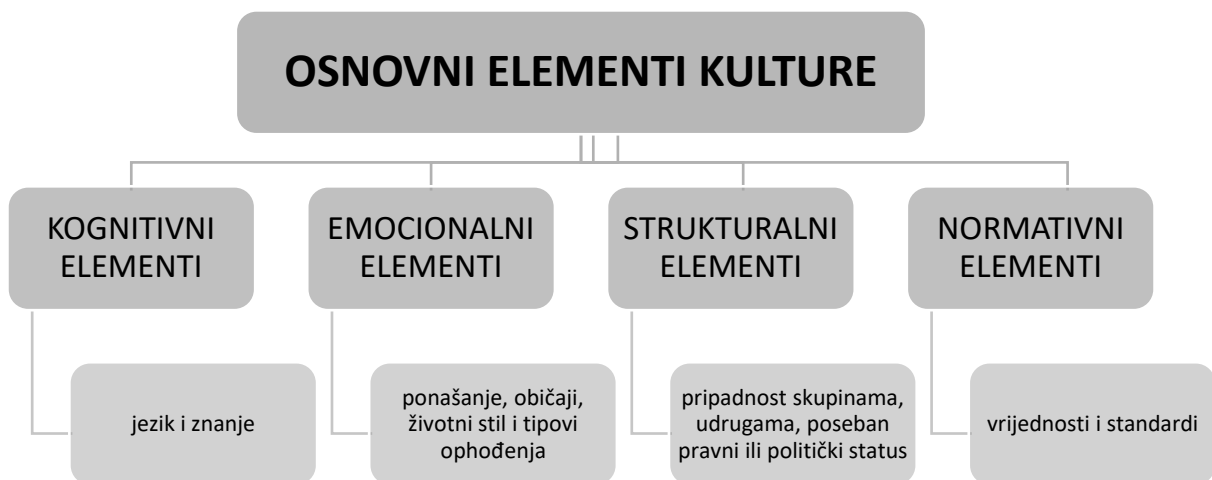 OSNOVNI ELEMENTI KULTURE
KOGNITIVNI
ELEMENTI
jezik i znanje
EMOCIONALNI
ELEMENTI
ponašanje, običaji,
životni stil i tipovi
ophođenja
STRUKTURALNI
ELEMENTI
pripadnost skupinama,
udrugama, poseban
pravni ili politički status
NORMATIVNI
ELEMENTI
vrijednosti i standardi